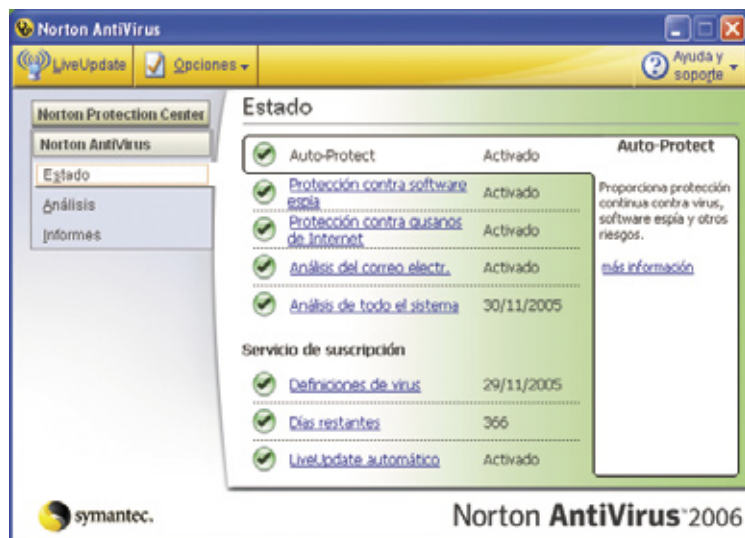 Norton AntiVirus
LiveUpdate Opciones Ayuda y
soporte
Norton Protection Center
Norton AntiVirus
Estado
Análisis
Informes
Estado
Auto-Protect Activado
Protección contra software
espía Activado
Protección contra gusanos
de Internet Activado
Análisis del correo electr. Activado
Análisis de todo el sistema 30/11/2005
Servicio de suscripción
Definiciones de virus 29/11/2005
Días restantes 366
LiveUpdate automático Activado
Auto-Protect
Proporciona protección
continua contra virus,
software espía y otros
riesgos.
más información
symantec.
Norton AntiVirus™2006